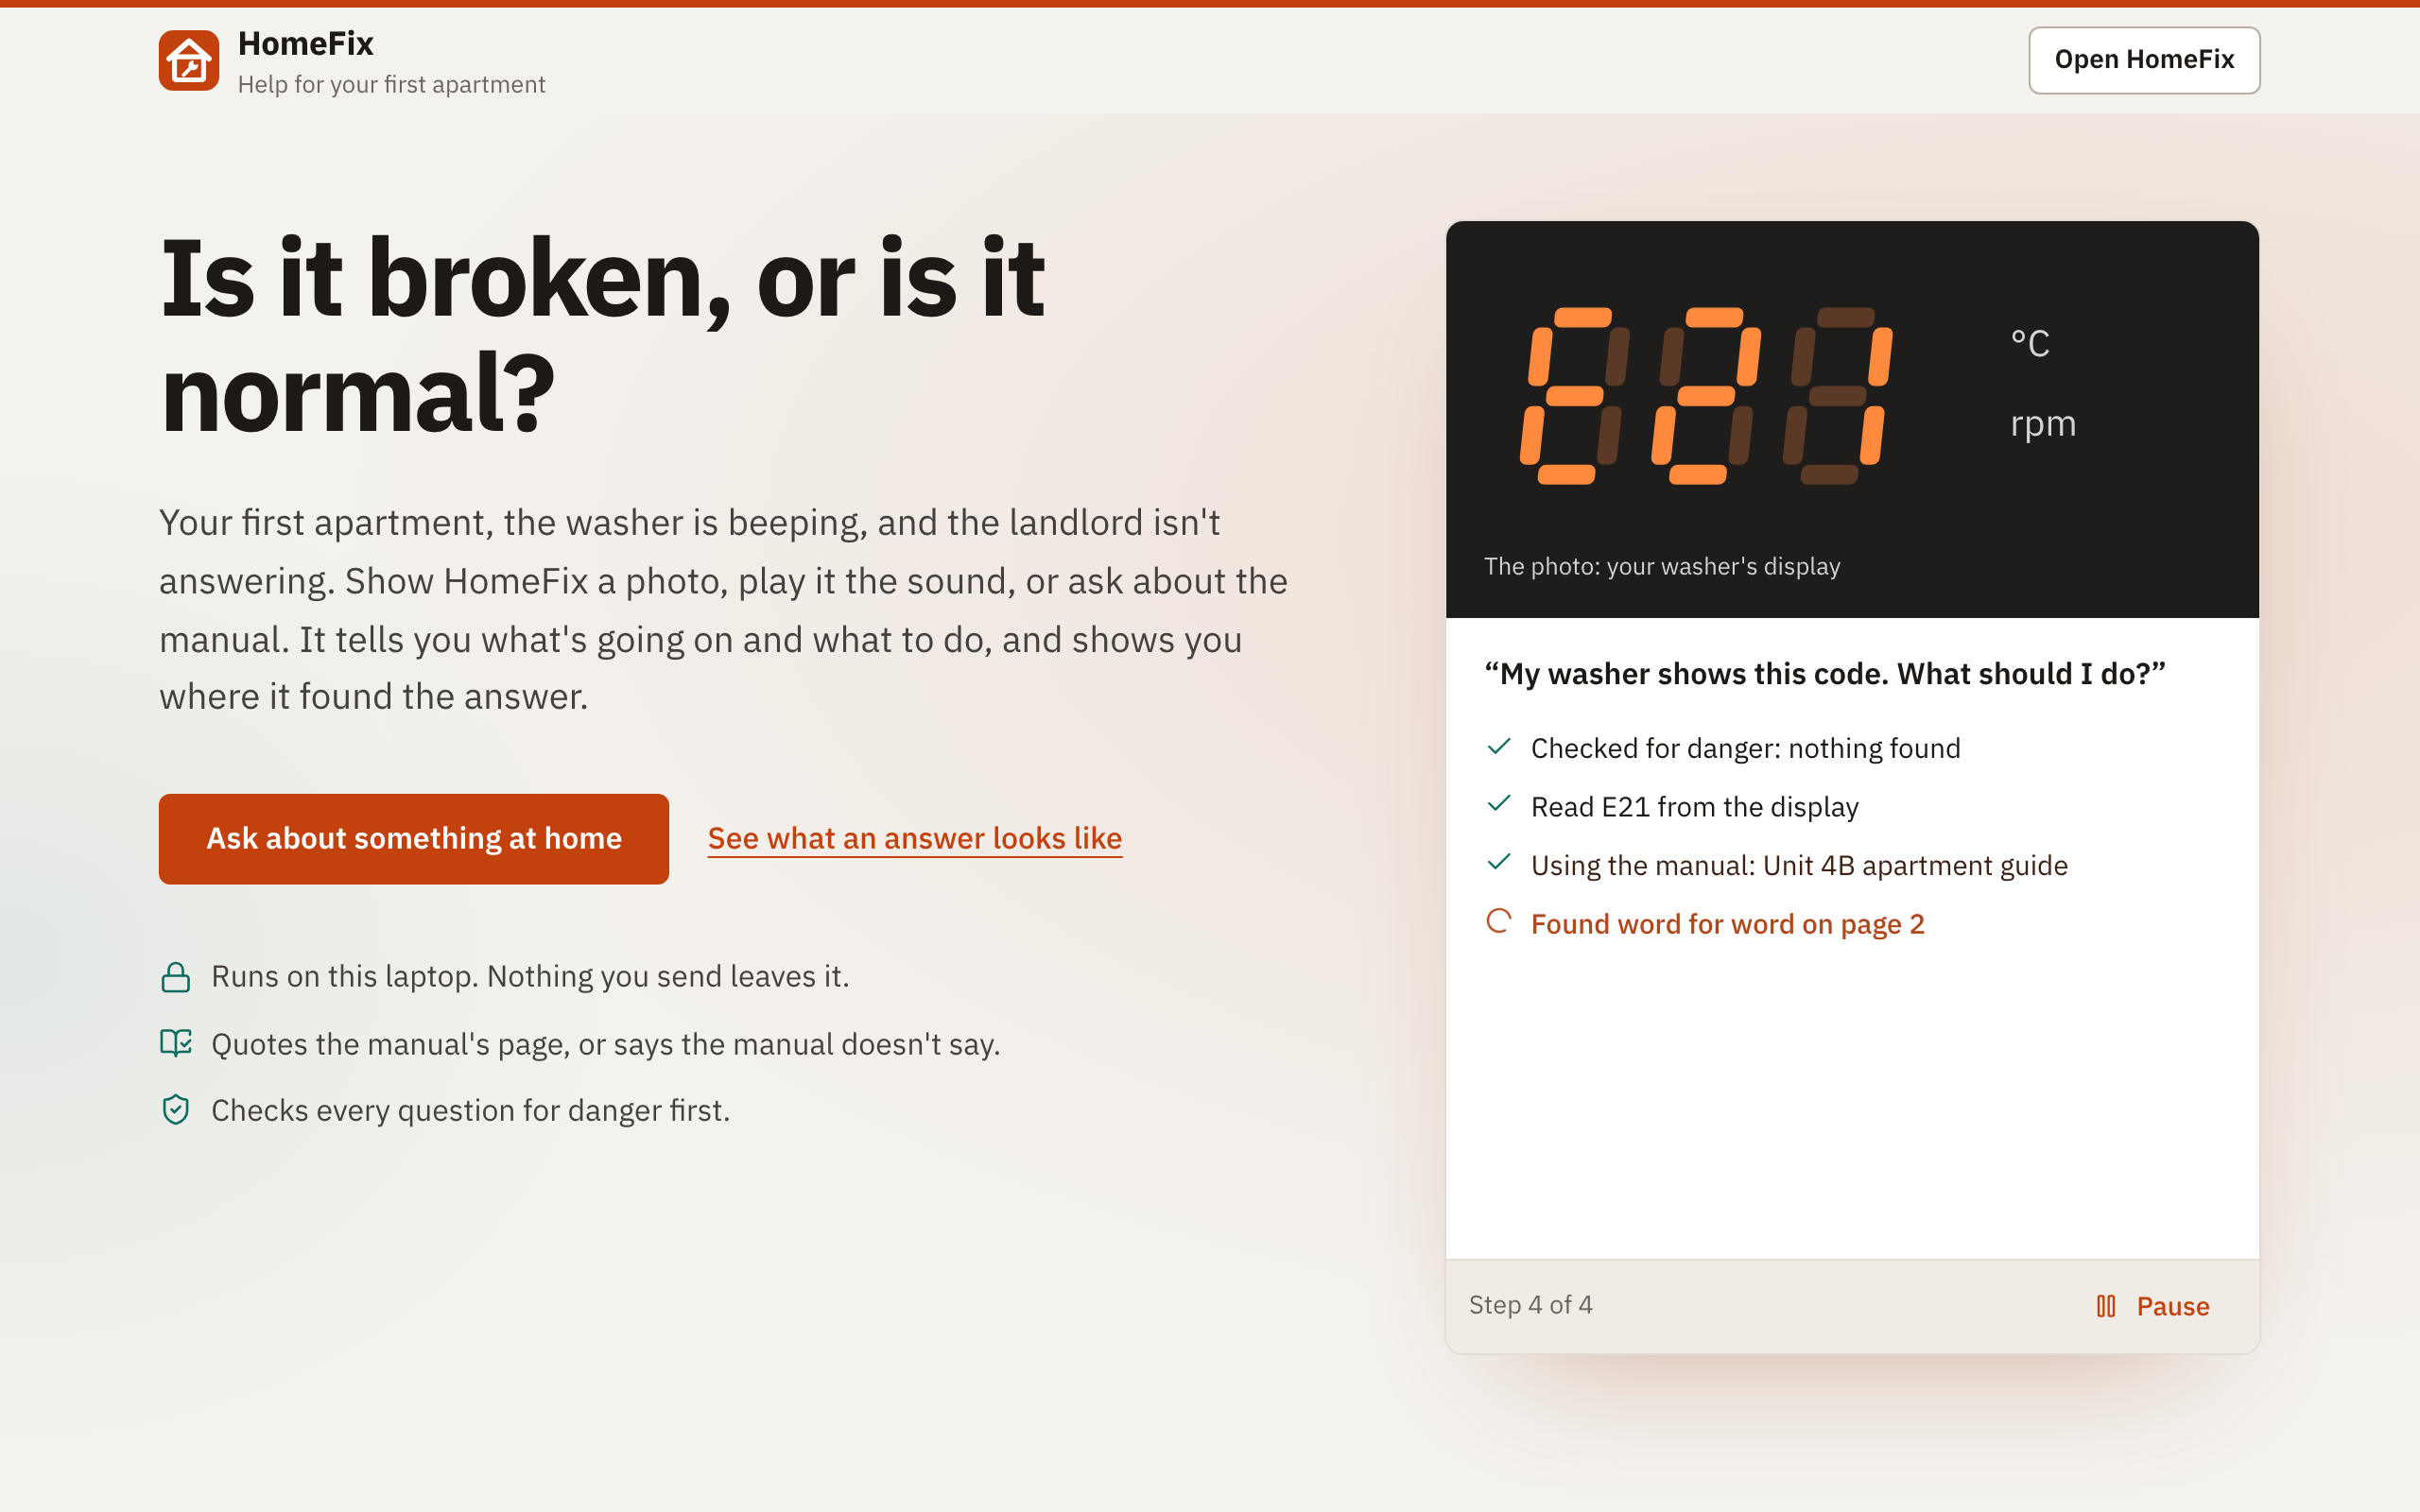 HomeFix
Help for your first apartment
Open HomeFix
Is it broken, or is it
normal?
Your first apartment, the washer is beeping, and the landlord isn't
answering. Show HomeFix a photo, play it the sound, or ask about the
manual. It tells you what's going on and what to do, and shows you
where it found the answer.
Ask about something at home
See what an answer looks like
Runs on this laptop. Nothing you send leaves it.
Quotes the manual's page, or says the manual doesn't say.
Checks every question for danger first.
E21
°C
rpm
The photo: your washer's display
“My washer shows this code. What should I do?”
Checked for danger: nothing found
Read E21 from the display
Using the manual: Unit 4B apartment guide
Found word for word on page 2
Step 4 of 4
Pause